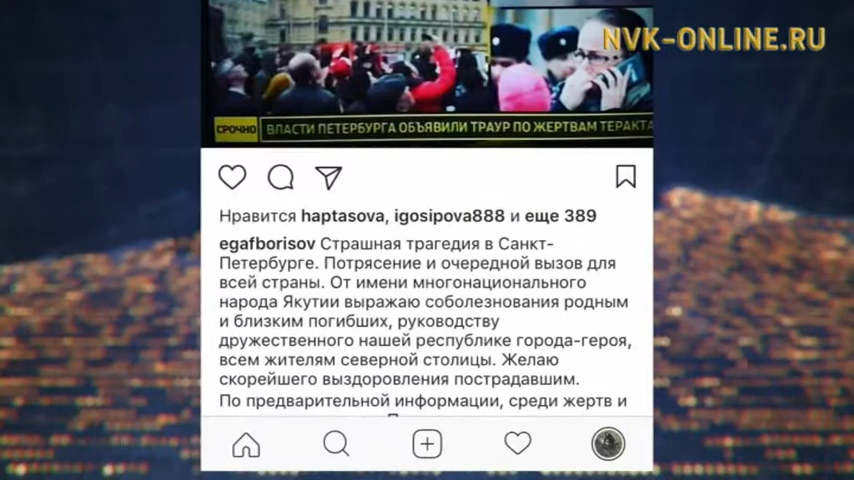 NVK-ONLINE.RU
СРОЧНО ВЛАСТИ ПЕТЕРБУРГА ОБЪЯВИЛИ ТРАУР ПО ЖЕРТВАМ ТЕРАКТА
Нравится haptasova, igosipova888 и еще 389
egafborisov Страшная трагедия в Санкт-
Петербурге. Потрясение и очередной вызов для
всей страны. От имени многонационального
народа Якутии выражаю соболезнования родным
и близким погибших, руководству
дружественного нашей республике города-героя,
всем жителям северной столицы. Желаю
скорейшего выздоровления пострадавшим.
По предварительной информации, среди жертв и